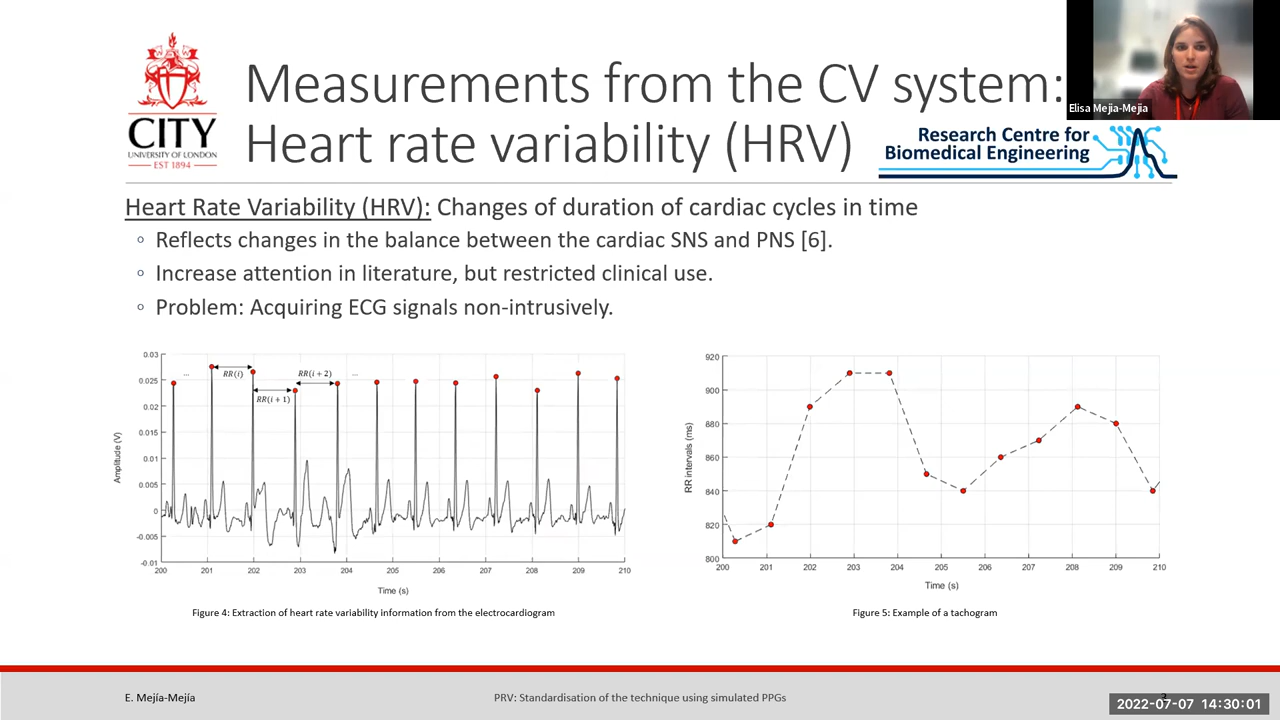 CITY
UNIVERSITY OF LONDON
EST 1894
Measurements from the CV system:
Heart rate variability (HRV)
Elisa Mejia-Mejia
Research Centre for
Biomedical Engineering
Heart Rate Variability (HRV): Changes of duration of cardiac cycles in time
◦ Reflects changes in the balance between the cardiac SNS and PNS [6].
◦ Increase attention in literature, but restricted clinical use.
◦ Problem: Acquiring ECG signals non-intrusively.
0.03
0.025
0.02
0.015
0.01
0.005
0
-0.005
-0.01
Amplitude (V)
... RR(i) RR(i + 2) ...
RR(i + 1)
200 201 202 203 204 205 206 207 208 209 210
Time (s)
Figure 4: Extraction of heart rate variability information from the electrocardiogram
920
900
880
860
840
820
800
RR intervals (ms)
200 201 202 203 204 205 206 207 208 209 210
Time (s)
Figure 5: Example of a tachogram
E. Mejía-Mejía
PRV: Standardisation of the technique using simulated PPGs
2022-07-07 14:30:01